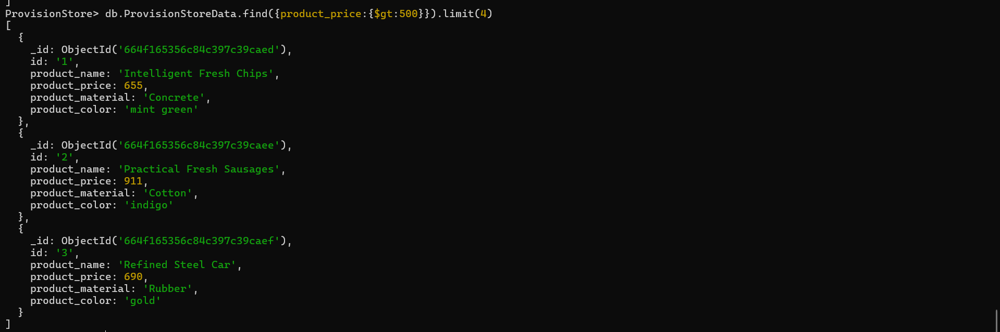 ]
ProvisionStore> db.ProvisionStoreData.find({product_price:{$gt:500}}).limit(4)
[
  {
    _id: ObjectId('664f165356c84c397c39caed'),
    id: '1',
    product_name: 'Intelligent Fresh Chips',
    product_price: 655,
    product_material: 'Concrete',
    product_color: 'mint green'
  },
  {
    _id: ObjectId('664f165356c84c397c39caee'),
    id: '2',
    product_name: 'Practical Fresh Sausages',
    product_price: 911,
    product_material: 'Cotton',
    product_color: 'indigo'
  },
  {
    _id: ObjectId('664f165356c84c397c39caef'),
    id: '3',
    product_name: 'Refined Steel Car',
    product_price: 690,
    product_material: 'Rubber',
    product_color: 'gold'
  }
]